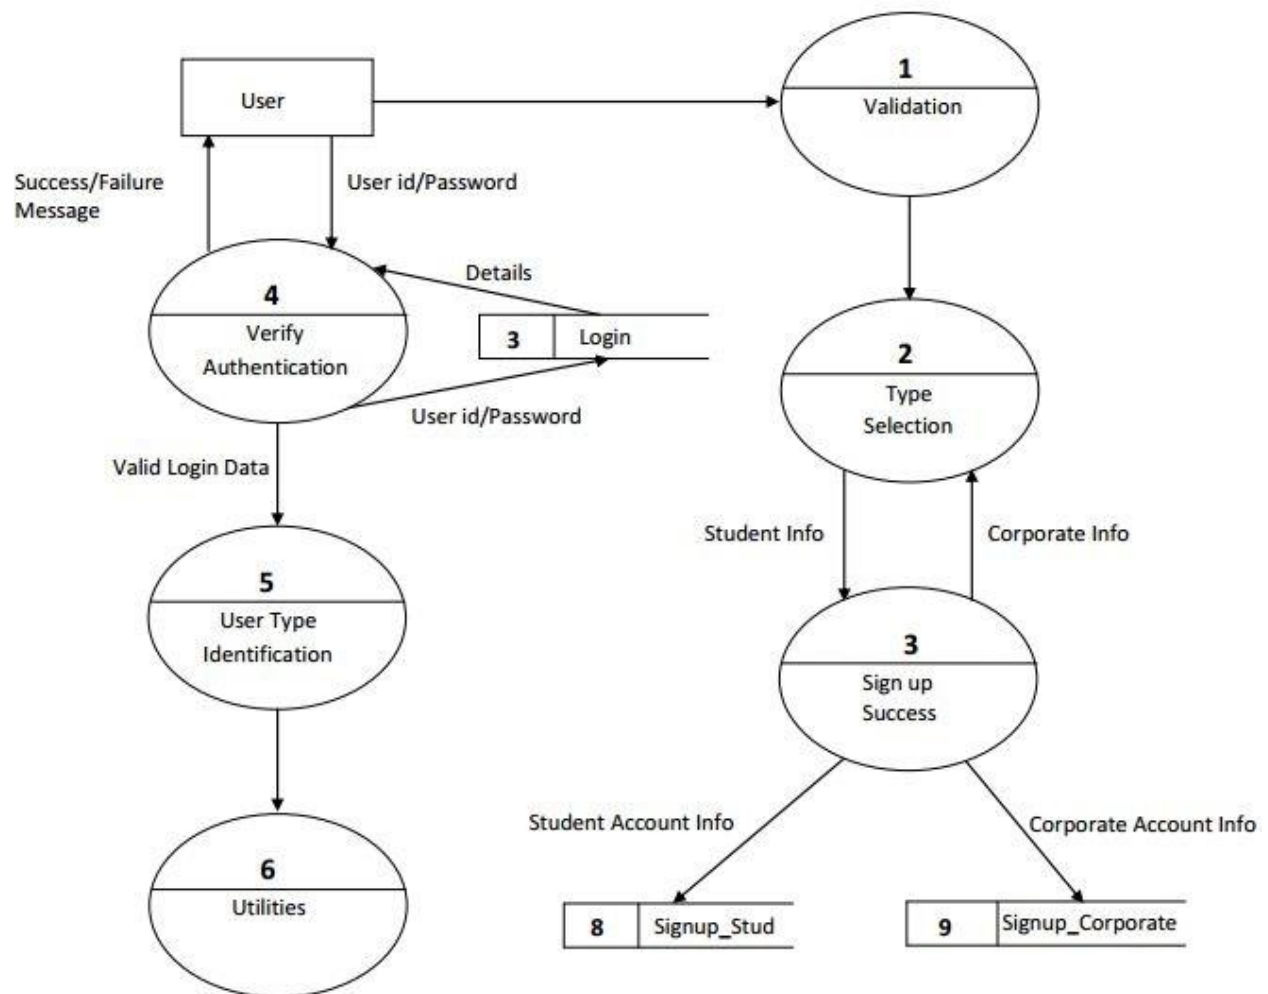 1
User
Validation
Success/Failure
Message
User id/Password
Details
4
Verify
Authentication
3
Login
2
Type
Selection
User id/Password
Valid Login Data
Student Info
Corporate Info
5
User Type
Identification
3
Sign up
Success
Student Account Info
Corporate Account Info
6
Utilities
8
Signup_Stud
9
Signup_Corporate